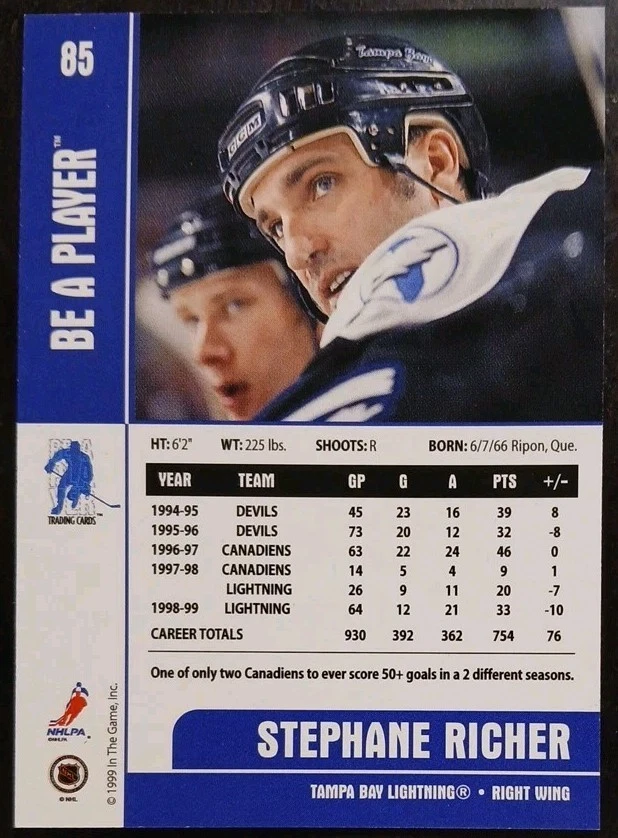 85
BE A PLAYER™
Tampa Bay
CCM
HT: 6'2" WT: 225 lbs. SHOOTS: R BORN: 6/7/66 Ripon, Que.
YEAR TEAM GP G A PTS +/-
1994-95 DEVILS 45 23 16 39 8
1995-96 DEVILS 73 20 12 32 -8
1996-97 CANADIENS 63 22 24 46 0
1997-98 CANADIENS 14 5 4 9 1
LIGHTNING 26 9 11 20 -7
1998-99 LIGHTNING 64 12 21 33 -10
CAREER TOTALS 930 392 362 754 76
One of only two Canadiens to ever score 50+ goals in a 2 different seasons.
BE A
PLAYER
TRADING CARDS™
NHLPA.
©NHLPA
© NHL
© 1999 In The Game, Inc.
STEPHANE RICHER
TAMPA BAY LIGHTNING® • RIGHT WING